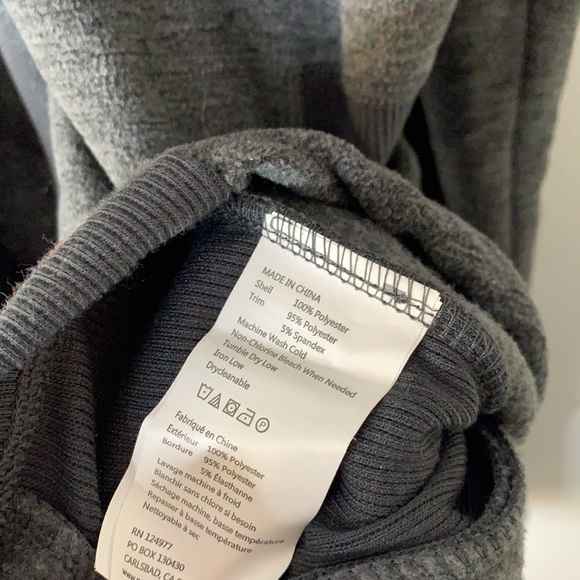 MADE IN CHINA
Shell 100% Polyester
Trim 95% Polyester
5% Spandex
Machine Wash Cold
Non-Chlorine Bleach When Needed
Tumble Dry Low
Iron Low
Drycleanable
P
Fabriqué en Chine
Extérieur 100% Polyester
Bordure 95% Polyester
5% Élasthanne
Lavage machine à froid
Blanchir sans chlore si besoin
Séchage machine, basse température
Repasser à basse température
Nettoyable à sec
RN 124977
PO BOX 130430
CARLSBAD, CA